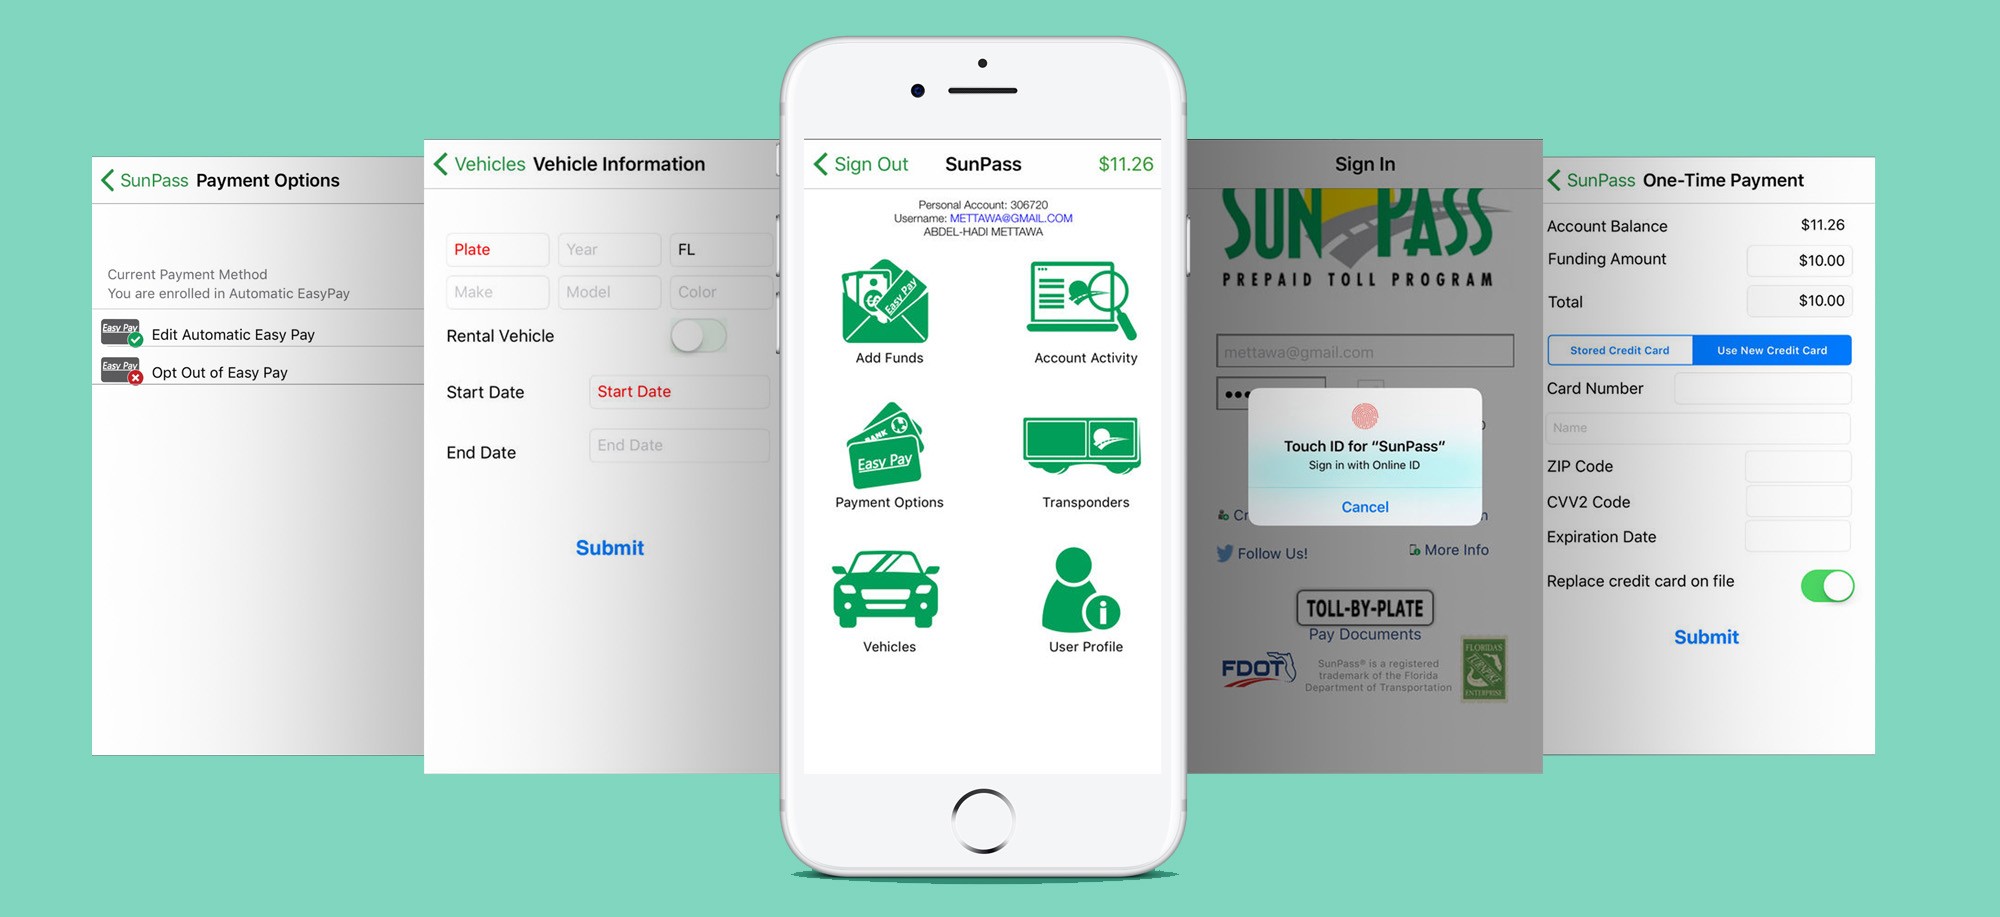 SunPass Payment Options
Current Payment Method
You are enrolled in Automatic EasyPay
Easy Pay
Edit Automatic Easy Pay
Easy Pay
Opt Out of Easy Pay
Vehicles Vehicle Information
Plate Year FL
Make Model Color
Rental Vehicle
Start Date Start Date
End Date End Date
Submit
Sign Out SunPass $11.26
Personal Account: 306720
Username: METTAWA@GMAIL.COM
ABDEL-HADI METTAWA
Easy Pay
Add Funds Account Activity
BANK
Easy Pay
Payment Options Transponders
Vehicles User Profile
Sign In
SUN PASS
PREPAID TOLL PROGRAM
mettawa@gmail.com
Touch ID for “SunPass”
Sign in with Online ID
Cancel
Follow Us! More Info
TOLL-BY-PLATE
Pay Documents
FDOT
SunPass® is a registered
trademark of the Florida
Department of Transportation
FLORIDA'S
TURNPIKE
ENTERPRISE
SunPass One-Time Payment
Account Balance $11.26
Funding Amount $10.00
Total $10.00
Stored Credit Card Use New Credit Card
Card Number
Name
ZIP Code
CVV2 Code
Expiration Date
Replace credit card on file
Submit